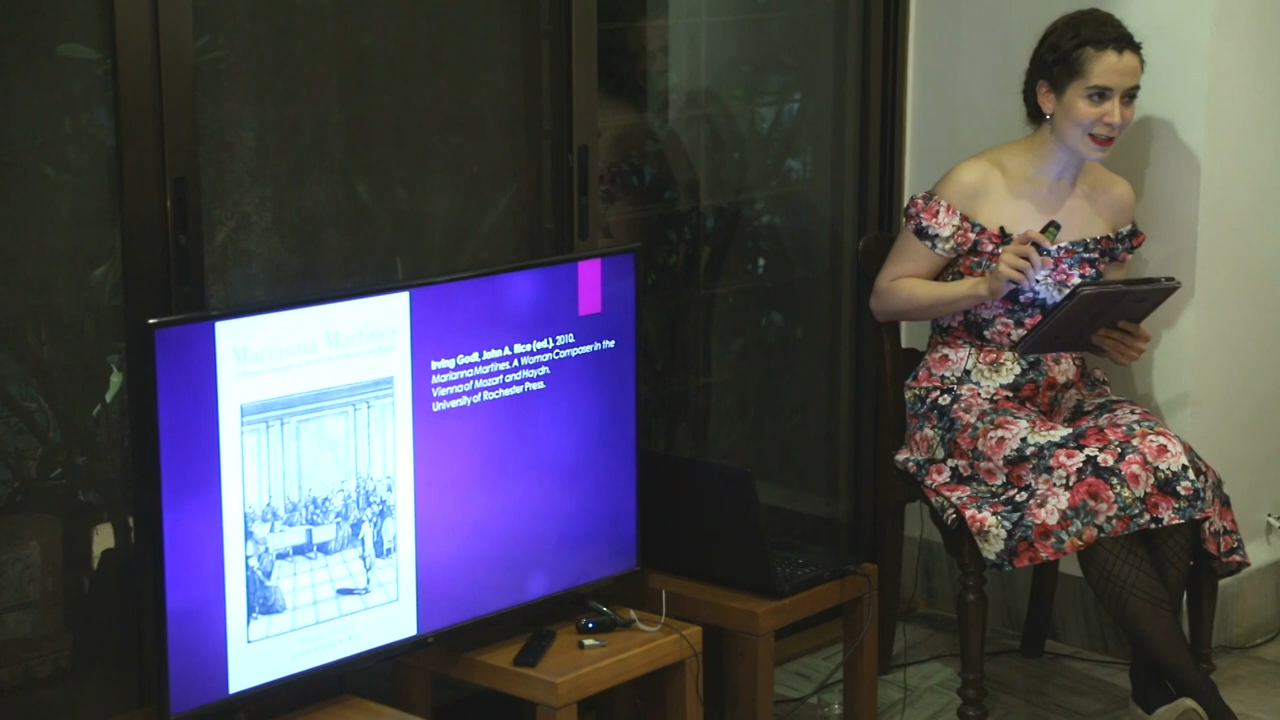 Marianna Martines
Irving Godt, John A. Rice (ed.). 2010.
Marianna Martines. A Woman Composer in the
Vienna of Mozart and Haydn.
University of Rochester Press.